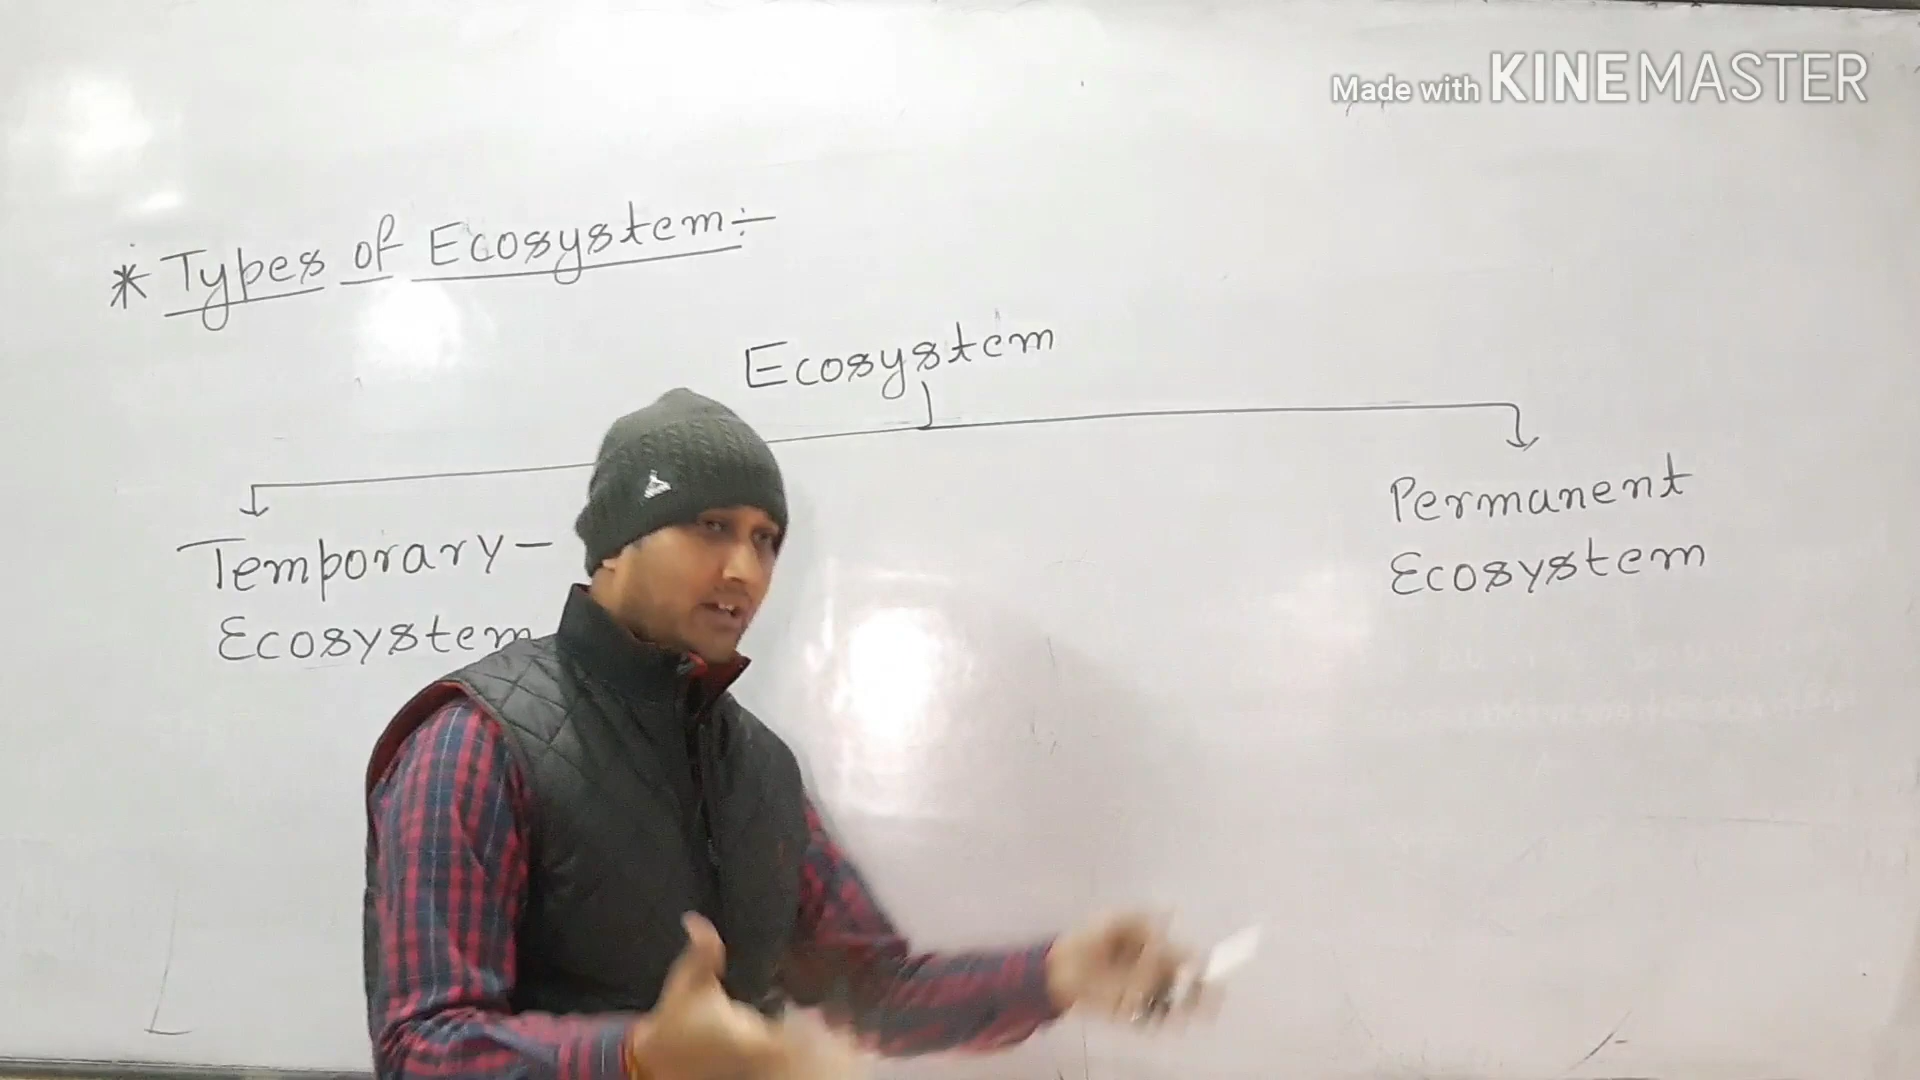 Made with KINEMASTER
* Types of Ecosystem:-
Ecosystem
Temporary-
Ecosystem
Permanent
Ecosystem